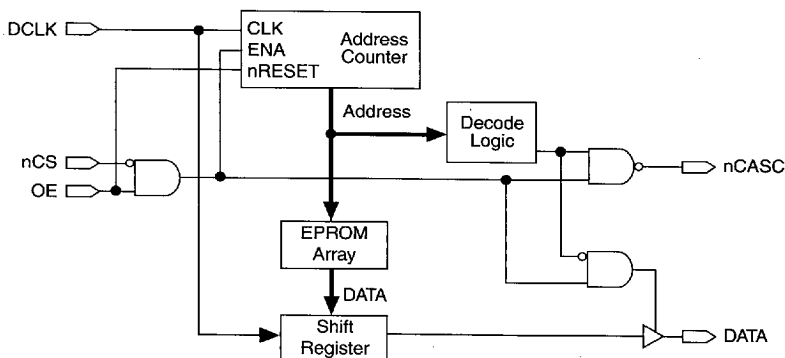 DCLK
CLK
ENA
nRESET
Address
Counter
Address
Decode
Logic
nCS
OE
nCASC
EPROM
Array
DATA
Shift
Register
DATA